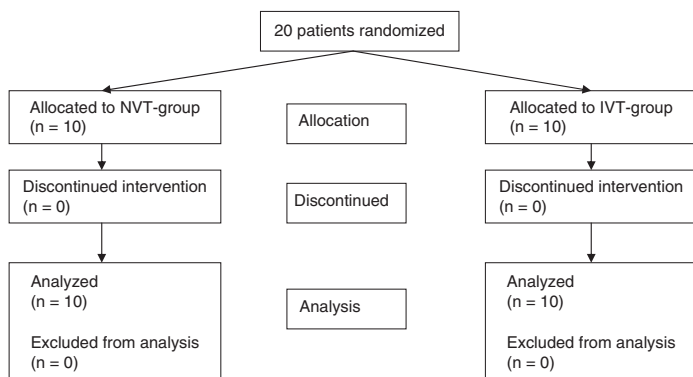 20 patients randomized
Allocated to NVT-group
(n = 10)
Allocation
Allocated to IVT-group
(n = 10)
Discontinued intervention
(n = 0)
Discontinued
Discontinued intervention
(n = 0)
Analyzed
(n = 10)
Excluded from analysis
(n = 0)
Analysis
Analyzed
(n = 10)
Excluded from analysis
(n = 0)